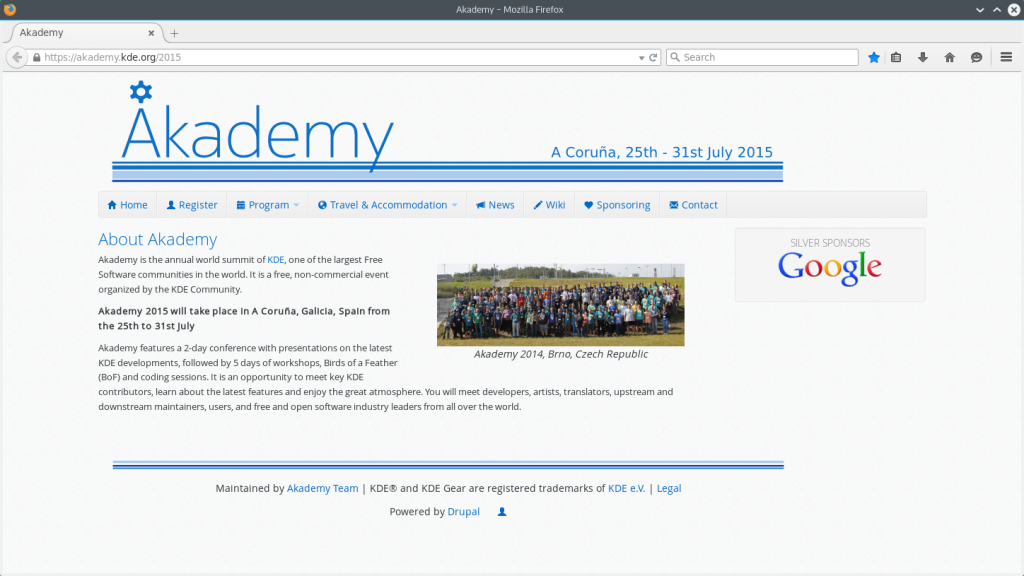 Akademy - Mozilla Firefox
Akademy
https://akademy.kde.org/2015
Search
Akademy
A Coruña, 25th - 31st July 2015
Home Register Program Travel & Accommodation News Wiki Sponsoring Contact
About Akademy
Akademy is the annual world summit of KDE, one of the largest Free
Software communities in the world. It is a free, non-commercial event
organized by the KDE Community.
Akademy 2015 will take place in A Coruña, Galicia, Spain from
the 25th to 31st July
Akademy features a 2-day conference with presentations on the latest
KDE developments, followed by 5 days of workshops, Birds of a Feather
(BoF) and coding sessions. It is an opportunity to meet key KDE
contributors, learn about the latest features and enjoy the great atmosphere. You will meet developers, artists, translators, upstream and
downstream maintainers, users, and free and open software industry leaders from all over the world.
Akademy 2014, Brno, Czech Republic
SILVER SPONSORS
Google
Maintained by Akademy Team | KDE® and KDE Gear are registered trademarks of KDE e.V. | Legal
Powered by Drupal